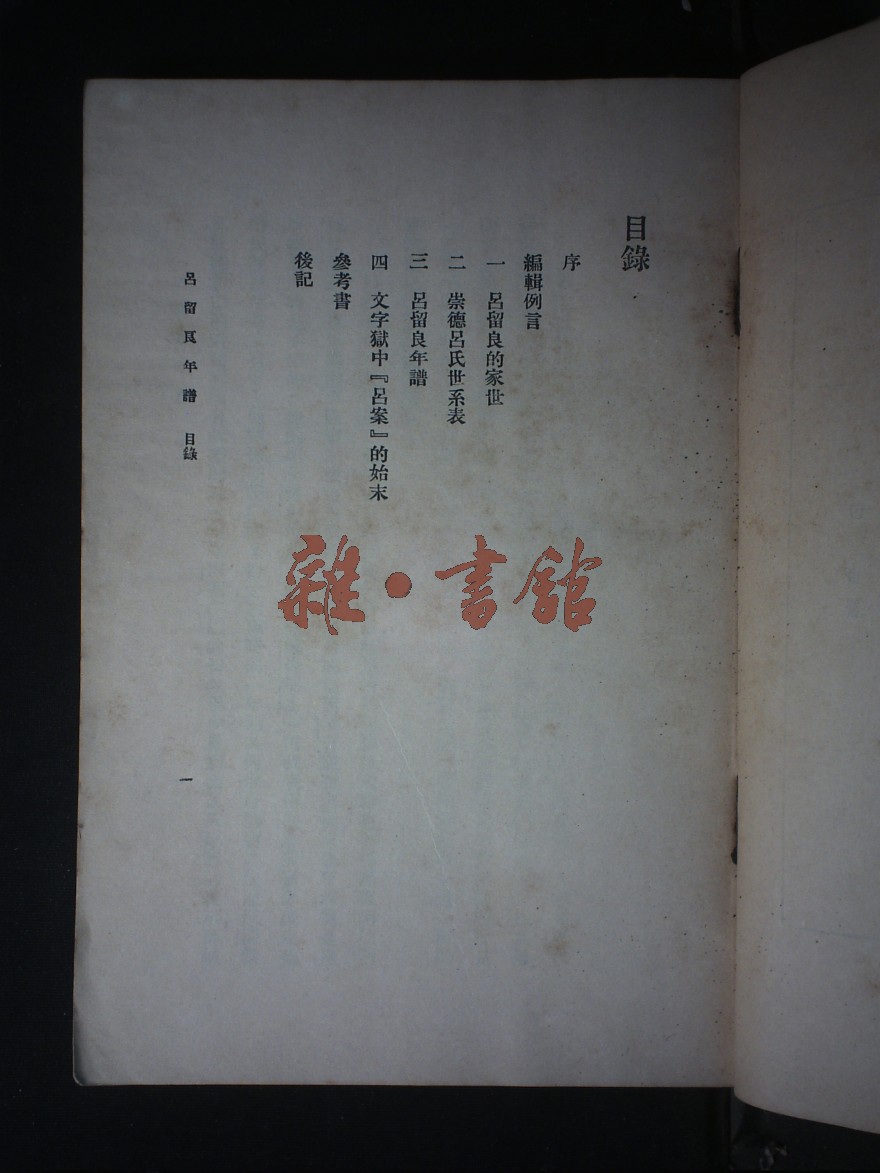 目錄
序
編輯例言
一 呂留良的家世
二 崇德呂氏世系表
三 呂留良年譜
四 文字獄中『呂案』的始末
參考書
後記
呂留良年譜 目錄
一
雜·書館